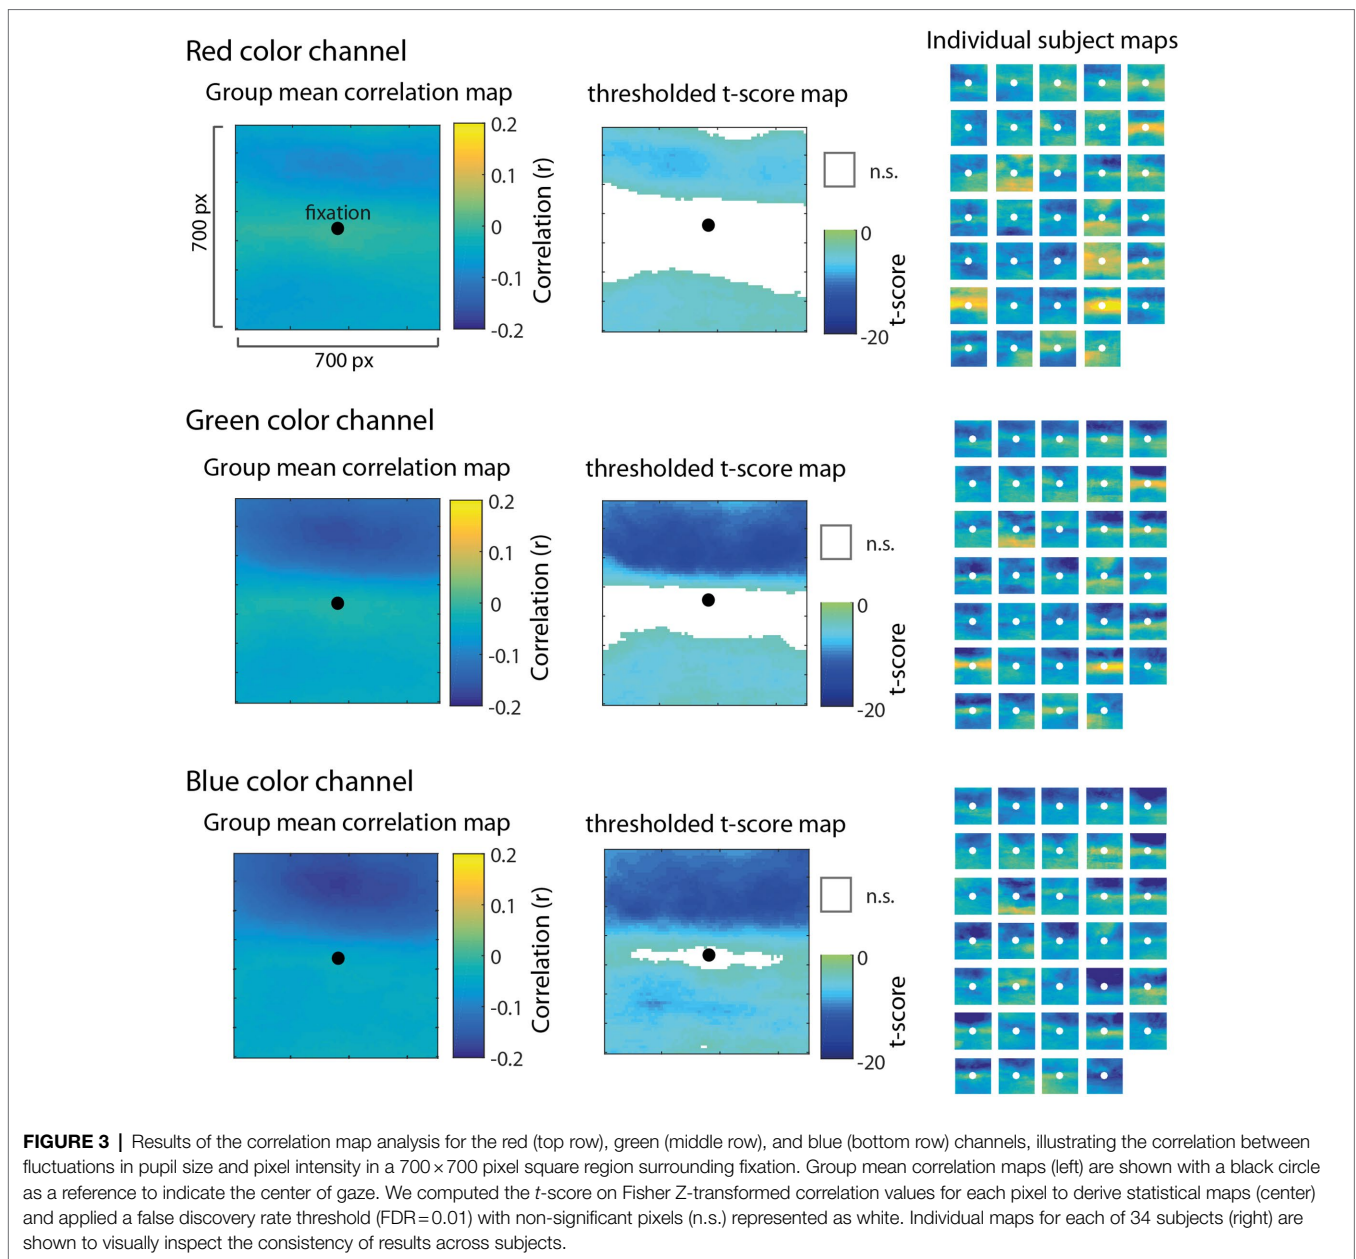 Red color channel
Individual subject maps
Group mean correlation map
thresholded t-score map
700 px
fixation
700 px
0.2
0.1
0
-0.1
-0.2
Correlation (r)
n.s.
0
-20
t-score
Green color channel
Group mean correlation map
thresholded t-score map
0.2
0.1
0
-0.1
-0.2
Correlation (r)
n.s.
0
-20
t-score
Blue color channel
Group mean correlation map
thresholded t-score map
0.2
0.1
0
-0.1
-0.2
Correlation (r)
n.s.
0
-20
t-score
FIGURE 3 | Results of the correlation map analysis for the red (top row), green (middle row), and blue (bottom row) channels, illustrating the correlation between
fluctuations in pupil size and pixel intensity in a 700 × 700 pixel square region surrounding fixation. Group mean correlation maps (left) are shown with a black circle
as a reference to indicate the center of gaze. We computed the t-score on Fisher Z-transformed correlation values for each pixel to derive statistical maps (center)
and applied a false discovery rate threshold (FDR = 0.01) with non-significant pixels (n.s.) represented as white. Individual maps for each of 34 subjects (right) are
shown to visually inspect the consistency of results across subjects.